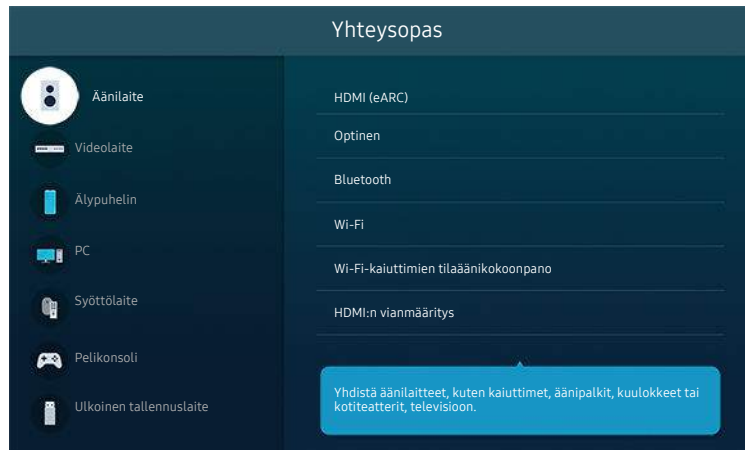 Yhteysopas
Äänilaite
Videolaite
Älypuhelin
PC
Syöttölaite
Pelikonsoli
Ulkoinen tallennuslaite
HDMI (eARC)
Optinen
Bluetooth
Wi-Fi
Wi-Fi-kaiuttimien tilaäänikokoonpano
HDMI:n vianmääritys
Yhdistä äänilaitteet, kuten kaiuttimet, äänipalkit, kuulokkeet tai
kotiteatterit, televisioon.